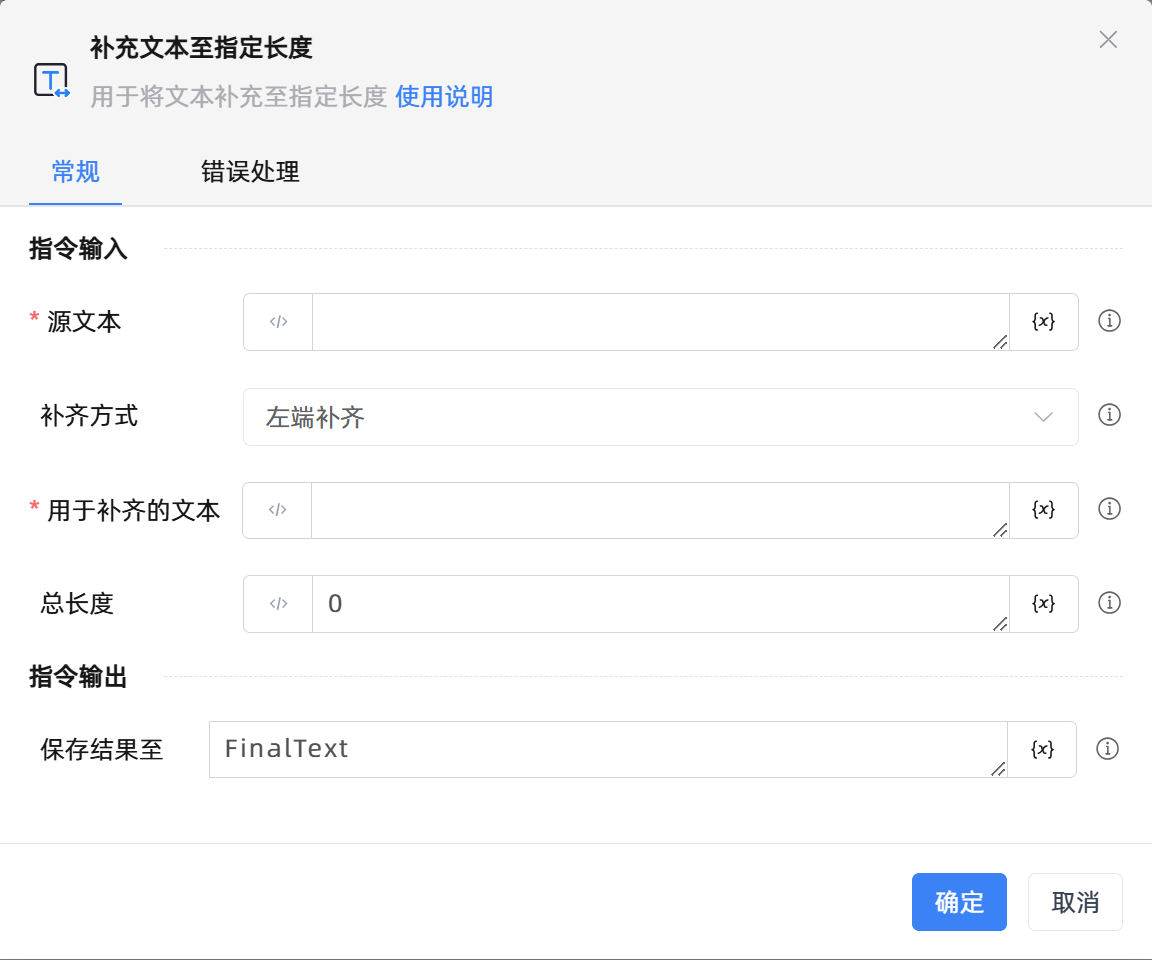 补充文本至指定长度
用于将文本补充至指定长度 使用说明
常规 错误处理
指令输入
* 源文本 </> {x}
补齐方式 左端补齐
* 用于补齐的文本 </> {x}
总长度 </> 0 {x}
指令输出
保存结果至 FinalText {x}
确定 取消